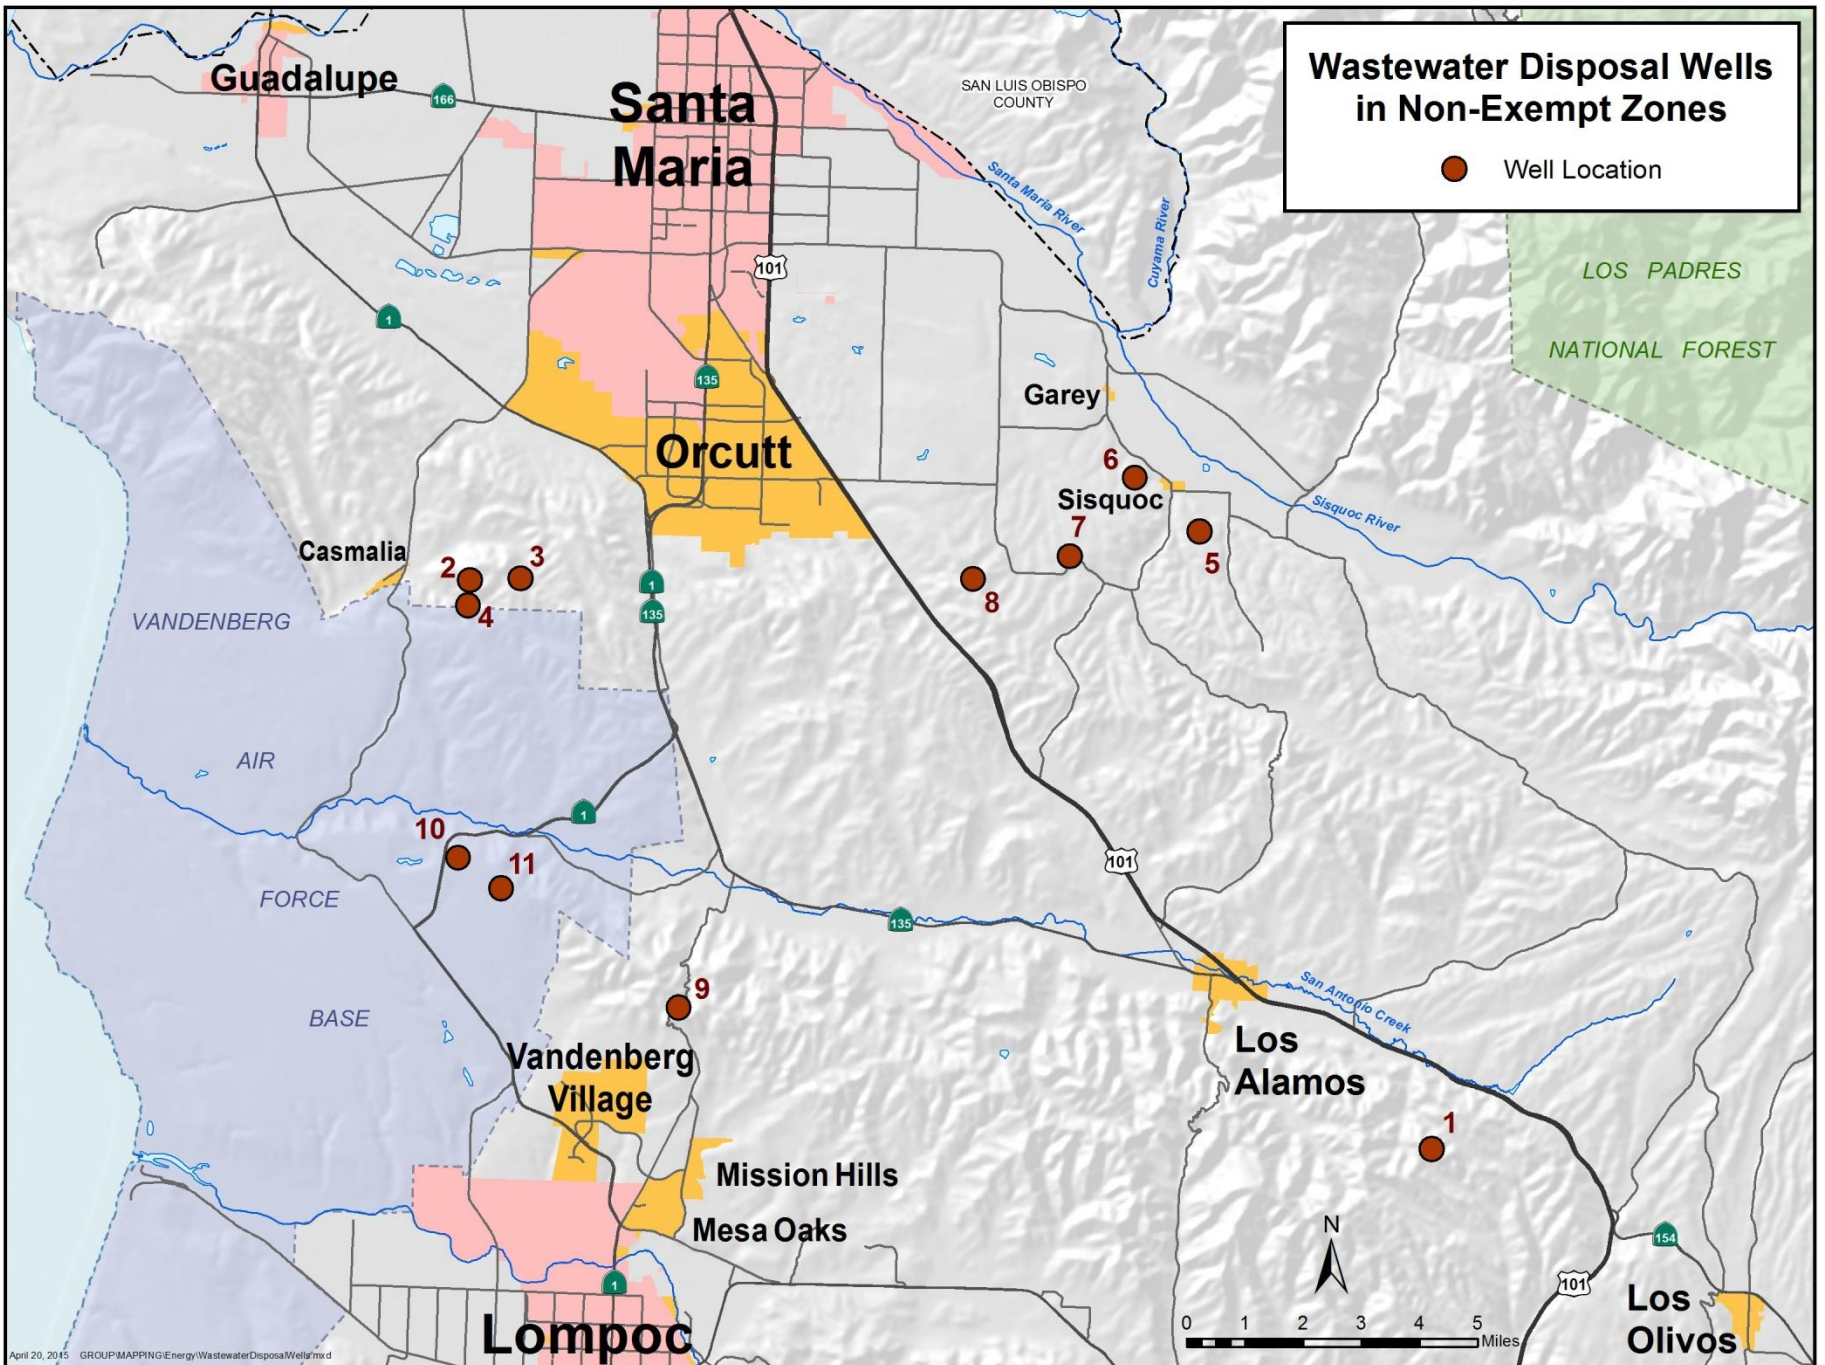 Wastewater Disposal Wells
in Non-Exempt Zones
Well Location
Guadalupe
166
Santa
Maria
SAN LUIS OBISPO
COUNTY
Santa Maria River
Cuyama River
101
LOS PADRES
NATIONAL FOREST
1
135
Garey
Orcutt
6
Sisquoc
Sisquoc River
7
5
Casmalia
2
3
4
8
1
135
VANDENBERG
AIR
FORCE
BASE
1
10
11
101
135
9
San Antonio Creek
Los
Alamos
Vandenberg
Village
1
Mission Hills
Mesa Oaks
N
154
101
1
Lompoc
Los
Olivos
0 1 2 3 4 5
Miles
April 20, 2015 GROUP\MAPPING\Energy\WastewaterDisposalWells.mxd